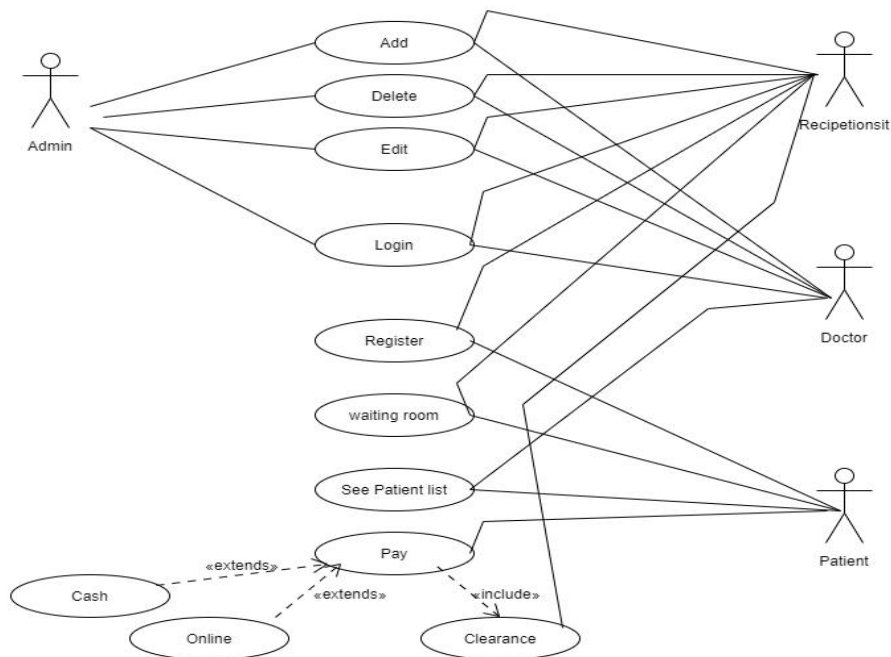 Add
Delete
Admin
Recipetionsit
Edit
Login
Register
Doctor
waiting room
See Patient list
Pay
Patient
«extends»
Cash
«extends»
«include»
Online
Clearance